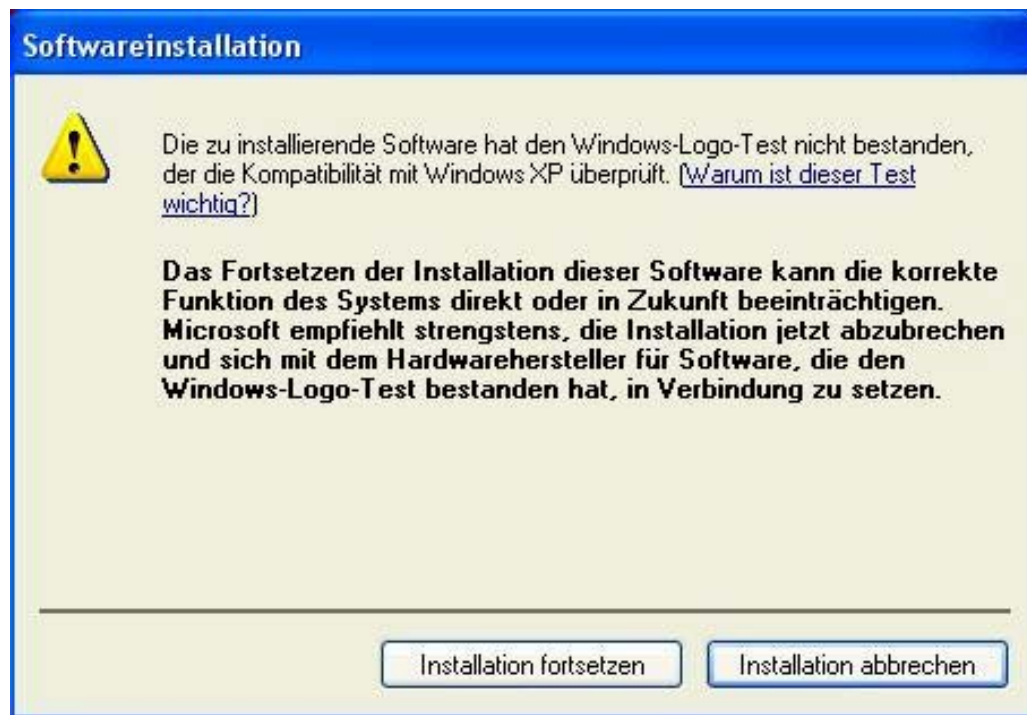 Softwareinstallation
Die zu installierende Software hat den Windows-Logo-Test nicht bestanden,
der die Kompatibilität mit Windows XP überprüft. (Warum ist dieser Test
wichtig?)
Das Fortsetzen der Installation dieser Software kann die korrekte
Funktion des Systems direkt oder in Zukunft beeinträchtigen.
Microsoft empfiehlt strengstens, die Installation jetzt abzubrechen
und sich mit dem Hardwarehersteller für Software, die den
Windows-Logo-Test bestanden hat, in Verbindung zu setzen.
Installation fortsetzen
Installation abbrechen